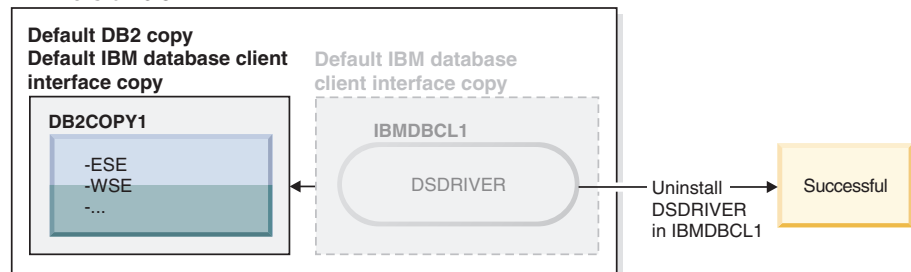 Default DB2 copy
Default IBM database client
interface copy
DB2COPY1
-ESE
-WSE
-...
Default IBM database
client interface copy
IBMDBCL1
DSDRIVER
Uninstall
DSDRIVER
in IBMDBCL1
Successful